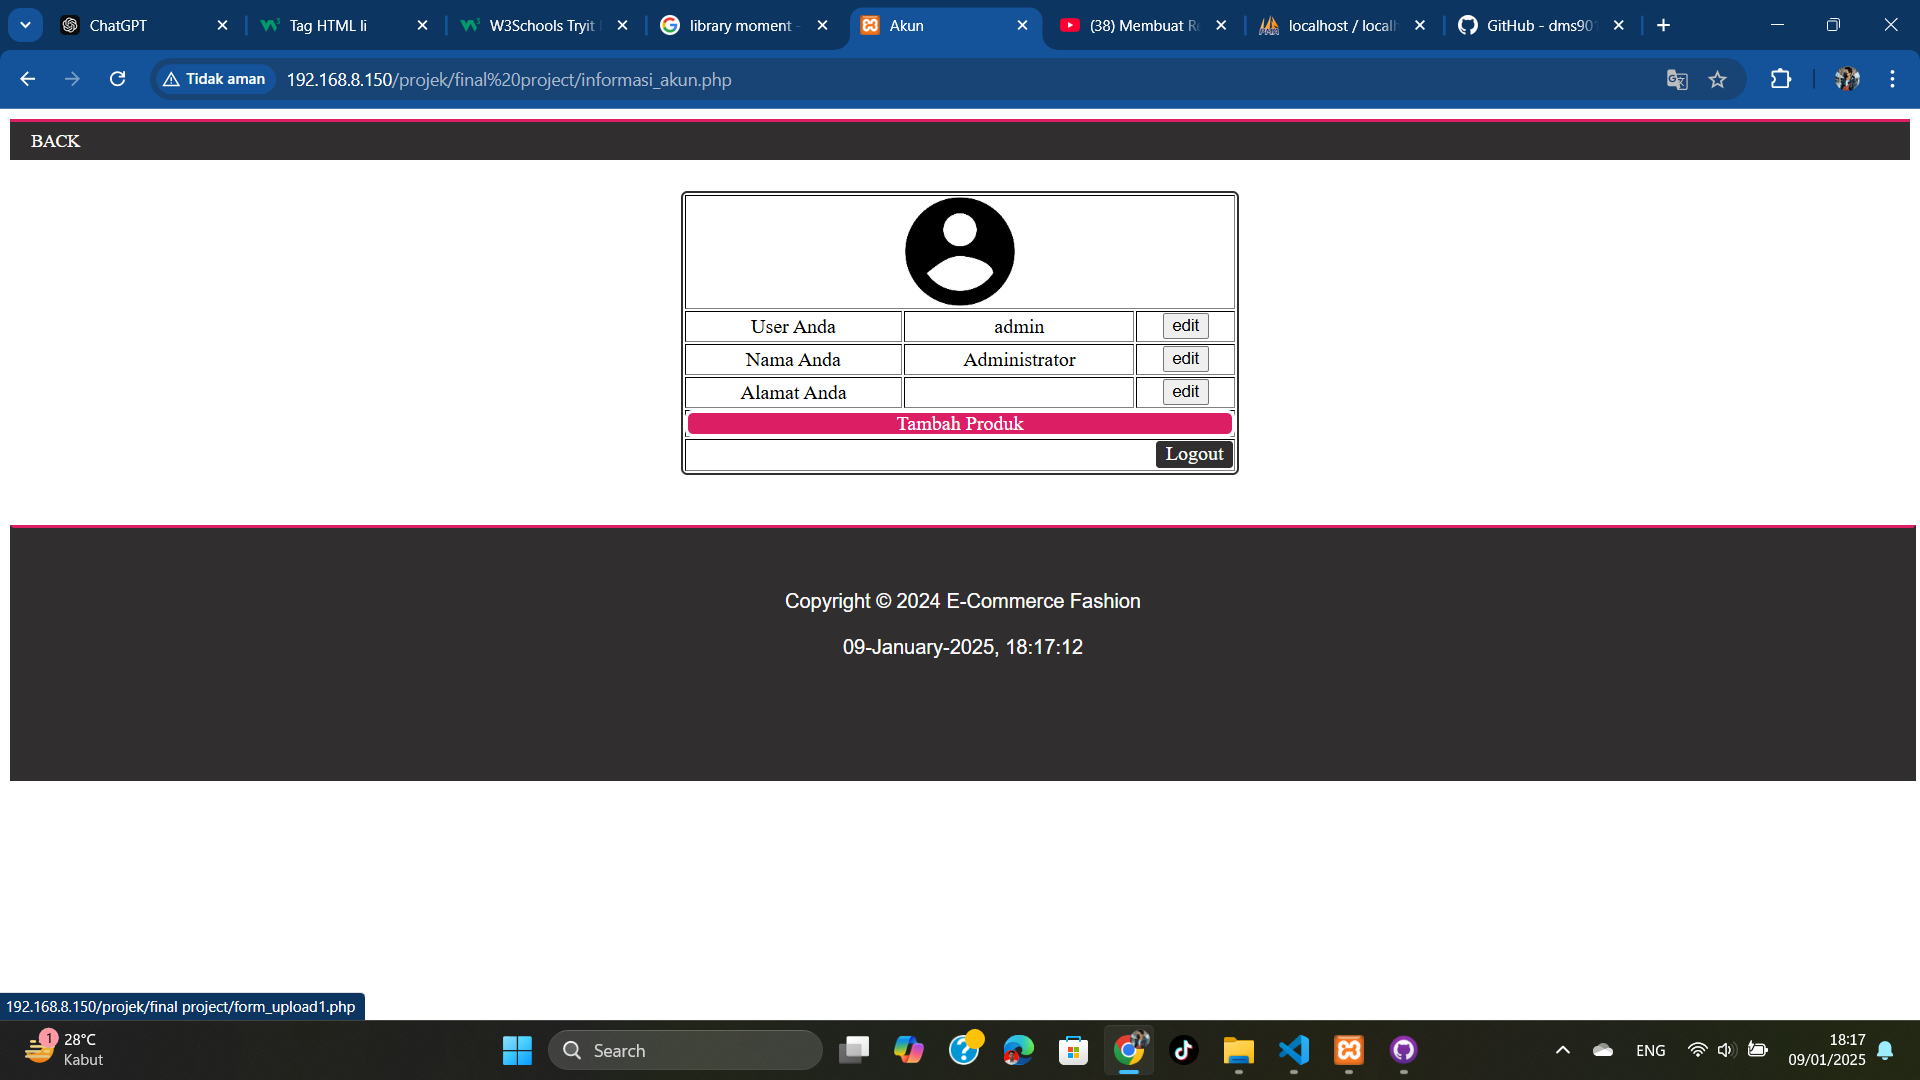 ChatGPT
Tag HTML li
W3Schools Tryit
library moment -
Akun
(38) Membuat Re
localhost / localh
GitHub - dms901
Tidak aman
192.168.8.150/projek/final%20project/informasi_akun.php
BACK
User Anda admin edit
Nama Anda Administrator edit
Alamat Anda edit
Tambah Produk
Logout
Copyright © 2024 E-Commerce Fashion
09-January-2025, 18:17:12
192.168.8.150/projek/final project/form_upload1.php
1
28°C
Kabut
Search
ENG
18:17
09/01/2025